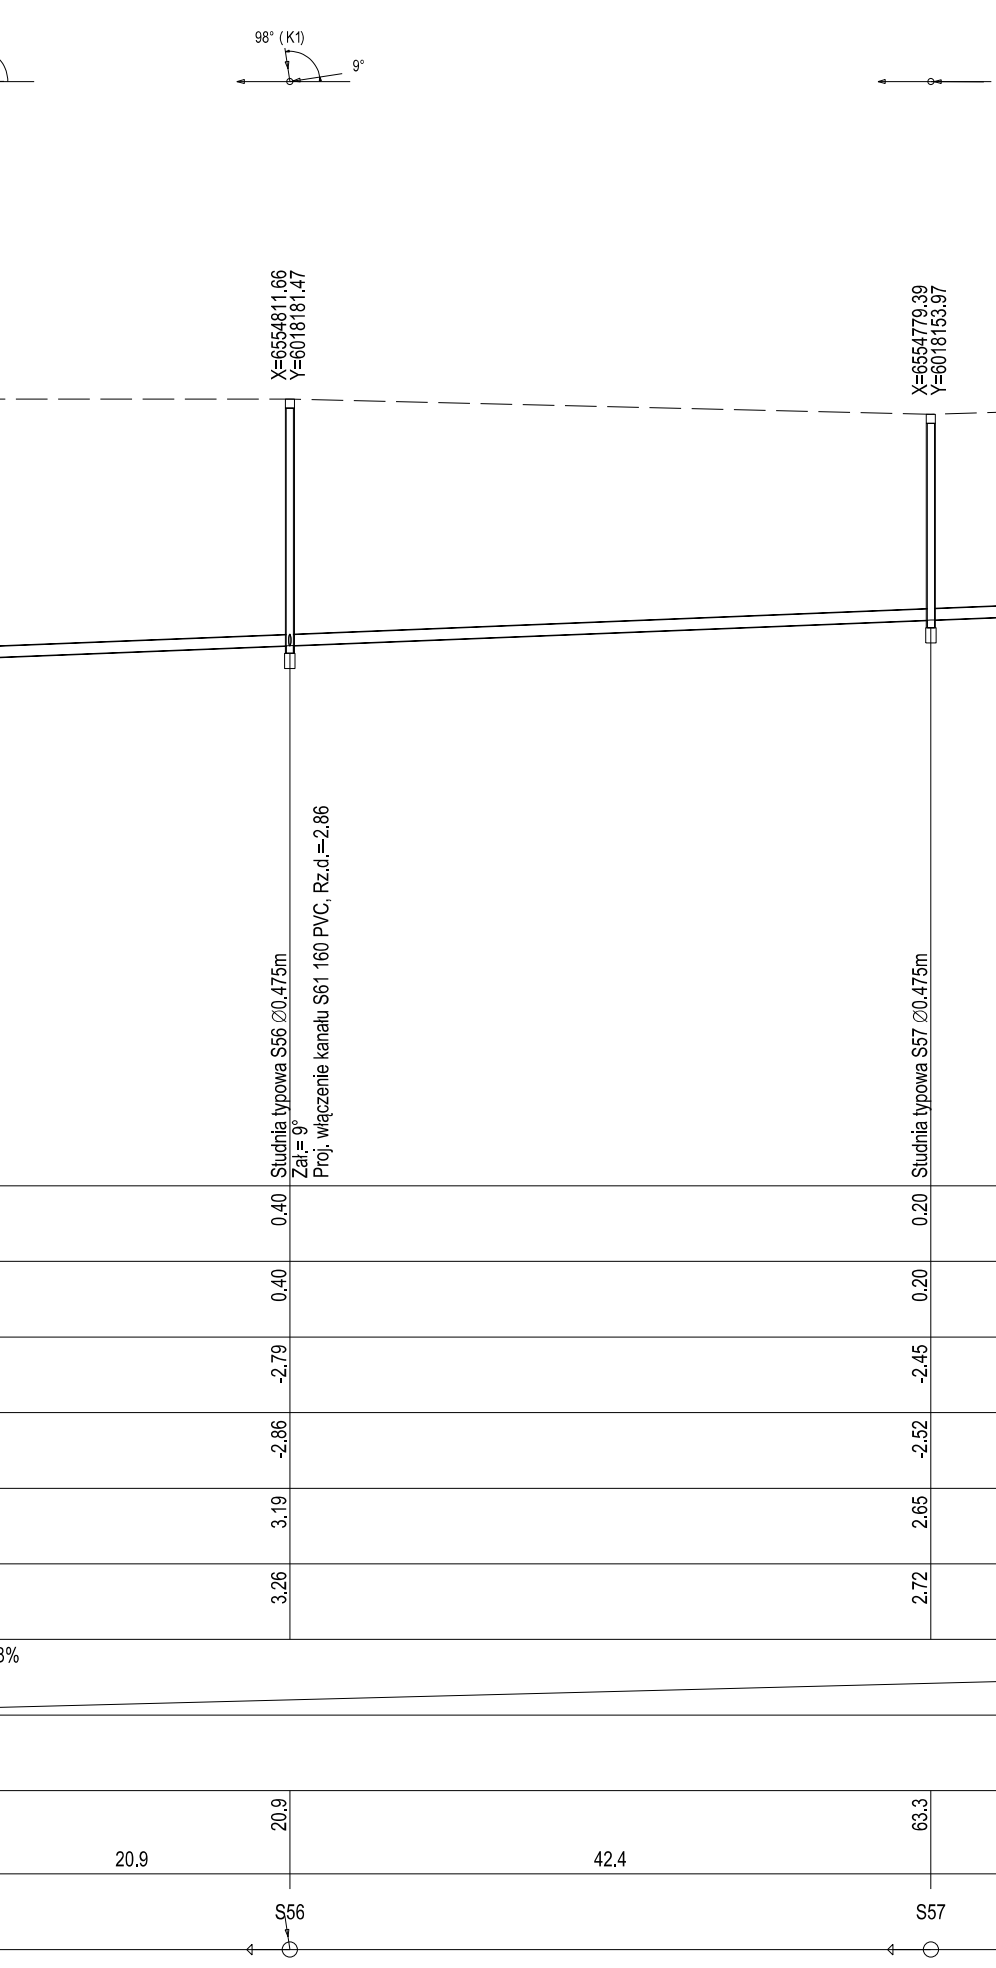 98° (K1)
9°
X=6554811.66
Y=6018181.47
X=6554779.39
Y=6018153.97
Studnia typowa S56 ∅0.475m
Zał.= 9°
Proj. włączenie kanału S61 160 PVC, Rz.d.=-2.86
Studnia typowa S57 ∅0.475m
0.40 0.20
0.40 0.20
-2.79 -2.45
-2.86 -2.52
3.19 2.65
3.26 2.72
20.9 63.3
20.9 42.4
S56 S57